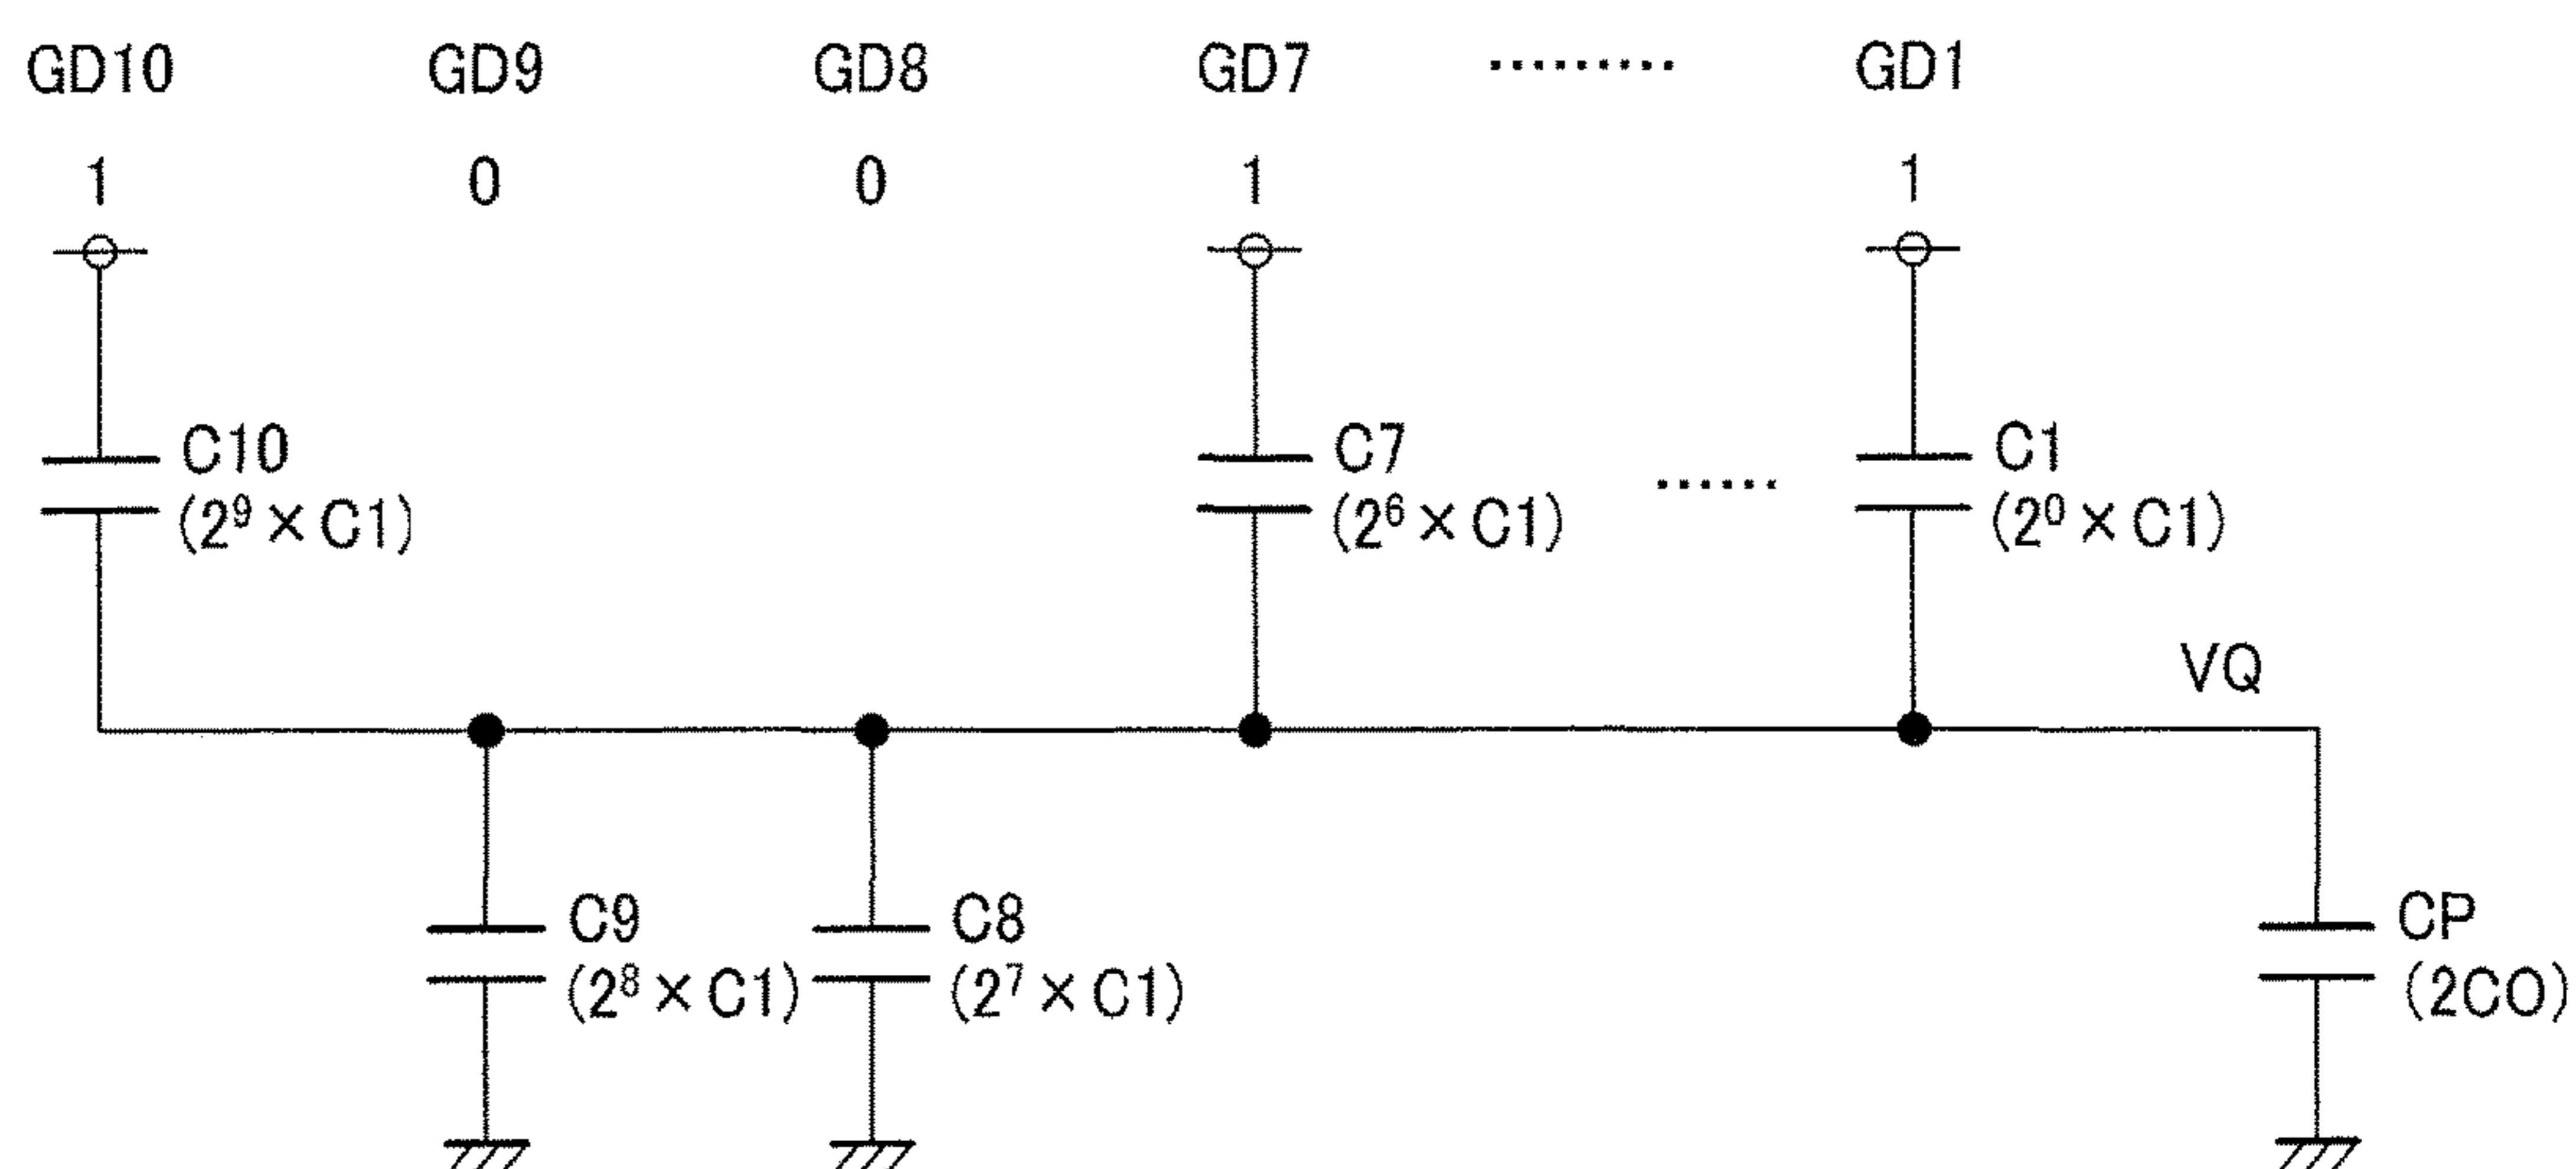 GD10 GD9 GD8 GD7 ········· GD1
1 0 0 1 1
C10 C7 C1
(2⁹×C1) (2⁶×C1) ······ (2⁰×C1)
VQ
C9 C8 CP
(2⁸×C1) (2⁷×C1) (2CO)